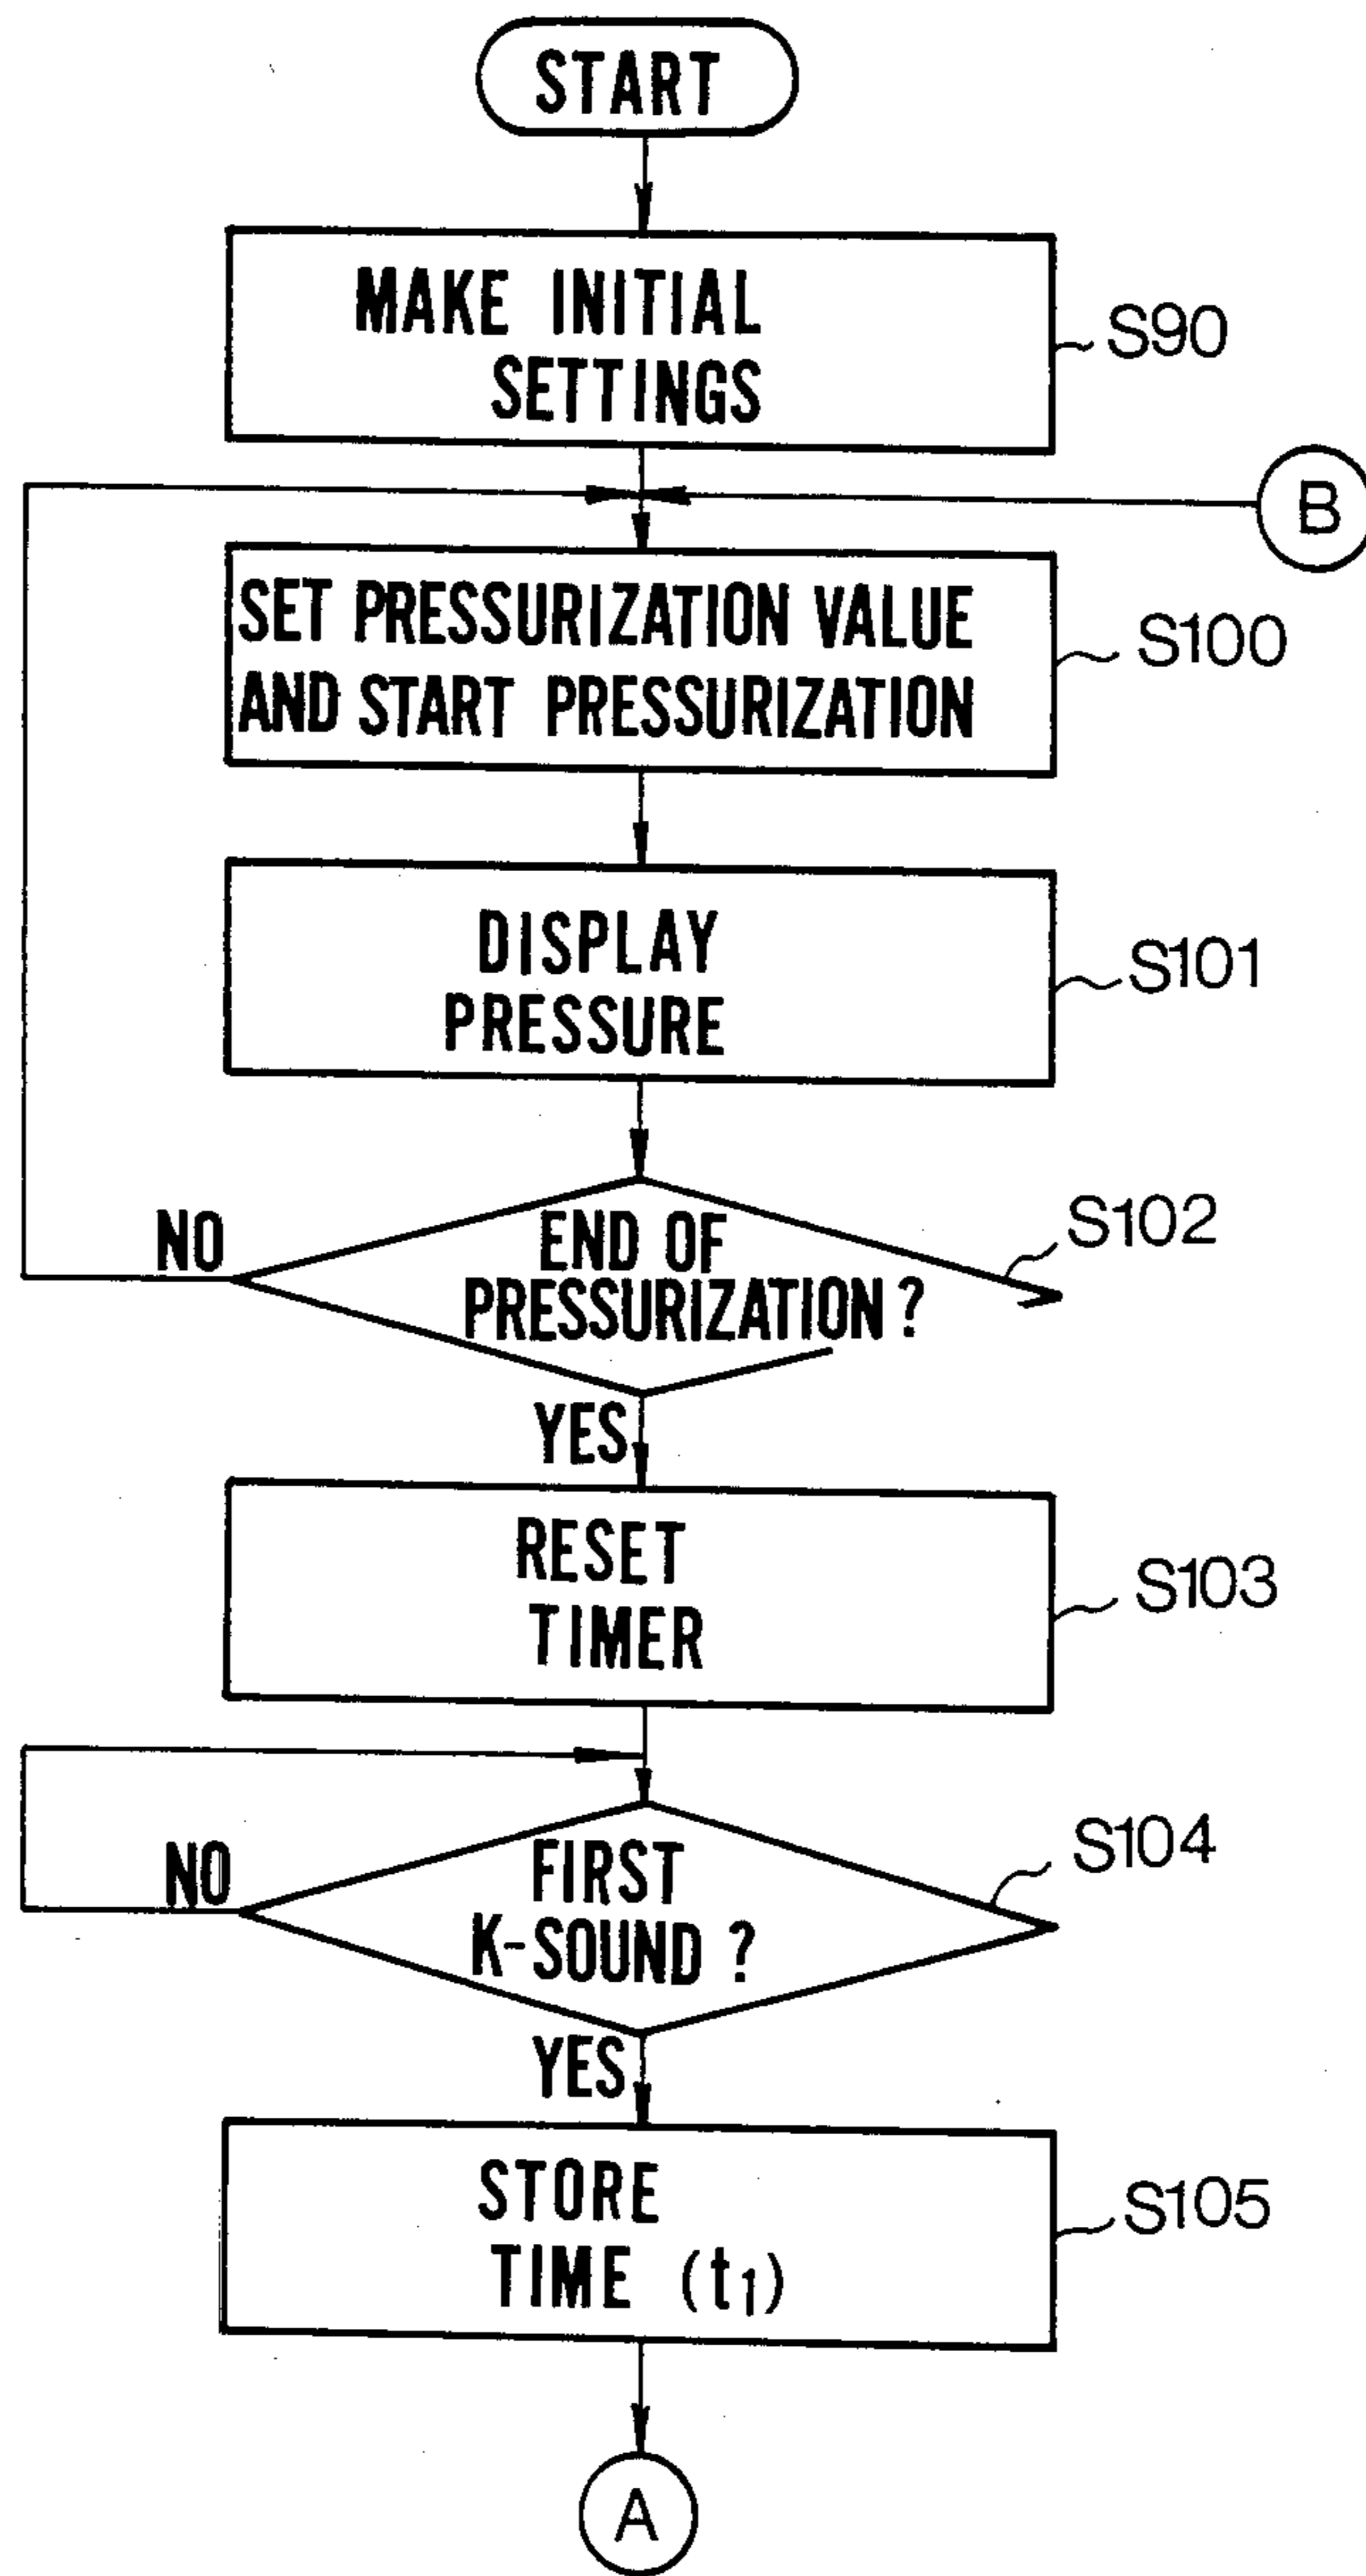 START
MAKE INITIAL
SETTINGS
S90
B
SET PRESSURIZATION VALUE
AND START PRESSURIZATION
S100
DISPLAY
PRESSURE
S101
NO
END OF
PRESSURIZATION?
S102
YES
RESET
TIMER
S103
NO
FIRST
K-SOUND?
S104
YES
STORE
TIME (t₁)
S105
A